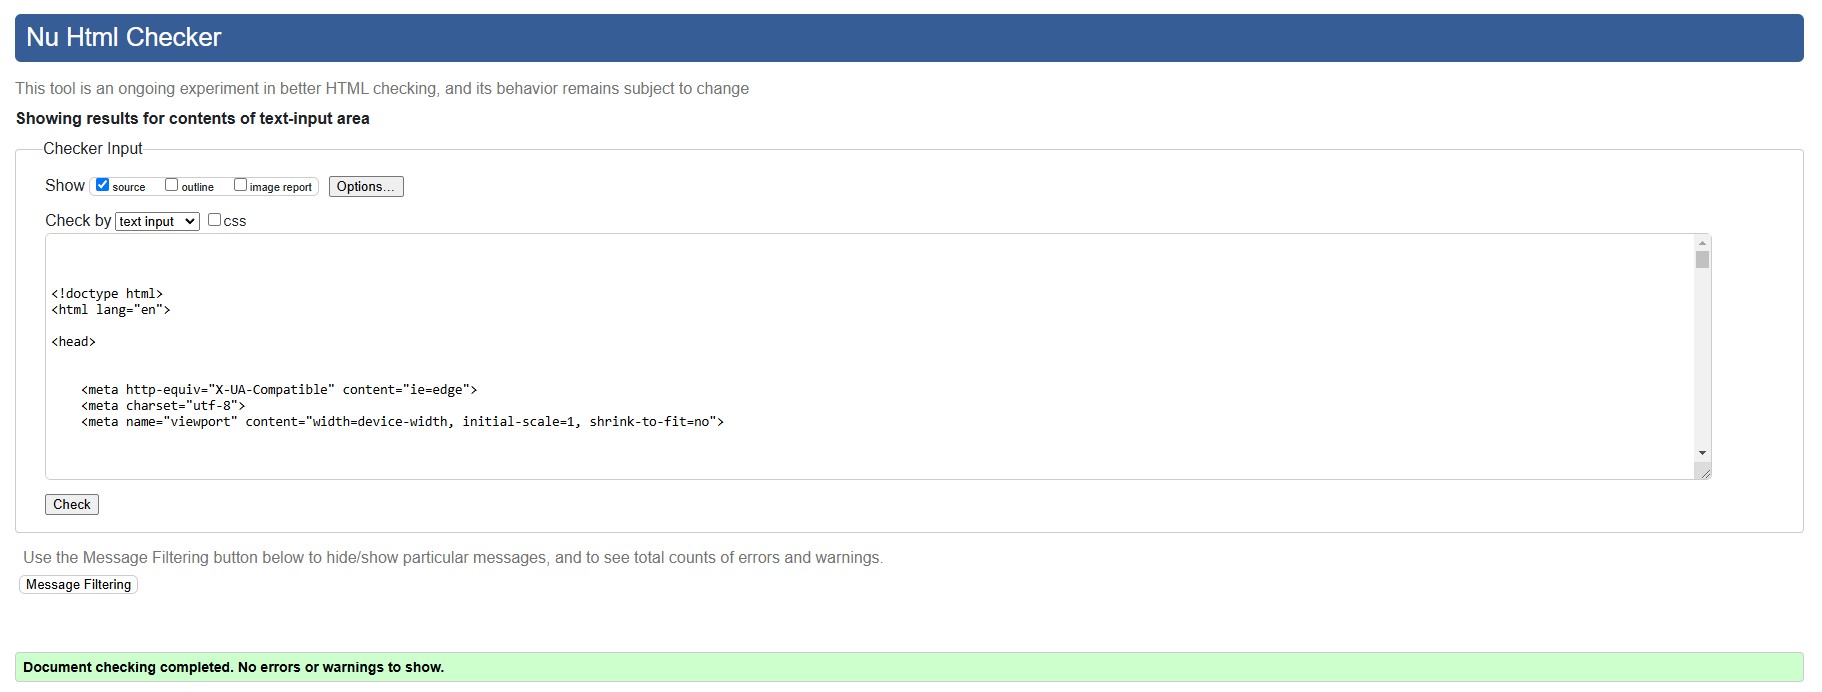 Nu Html Checker
This tool is an ongoing experiment in better HTML checking, and its behavior remains subject to change
Showing results for contents of text-input area
Checker Input
Show source outline image report Options...
Check by text input css
<!doctype html>
<html lang="en">
<head>
<meta http-equiv="X-UA-Compatible" content="ie=edge">
<meta charset="utf-8">
<meta name="viewport" content="width=device-width, initial-scale=1, shrink-to-fit=no">
Check
Use the Message Filtering button below to hide/show particular messages, and to see total counts of errors and warnings.
Message Filtering
Document checking completed. No errors or warnings to show.